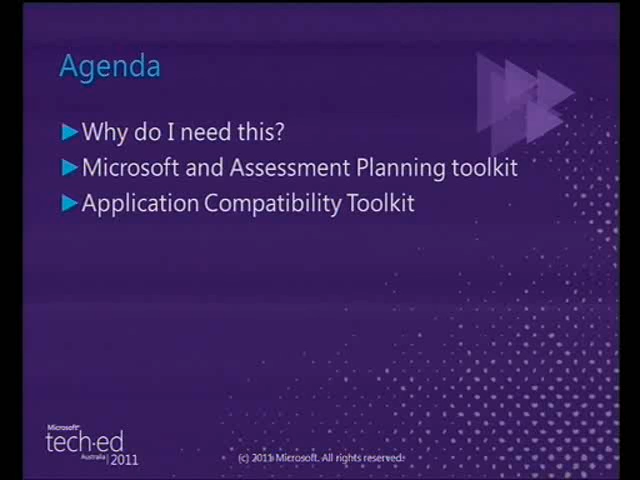 Agenda
Why do I need this?
Microsoft and Assessment Planning toolkit
Application Compatibility Toolkit
Microsoft
tech·ed
Australia | 2011
(c) 2011 Microsoft. All rights reserved.